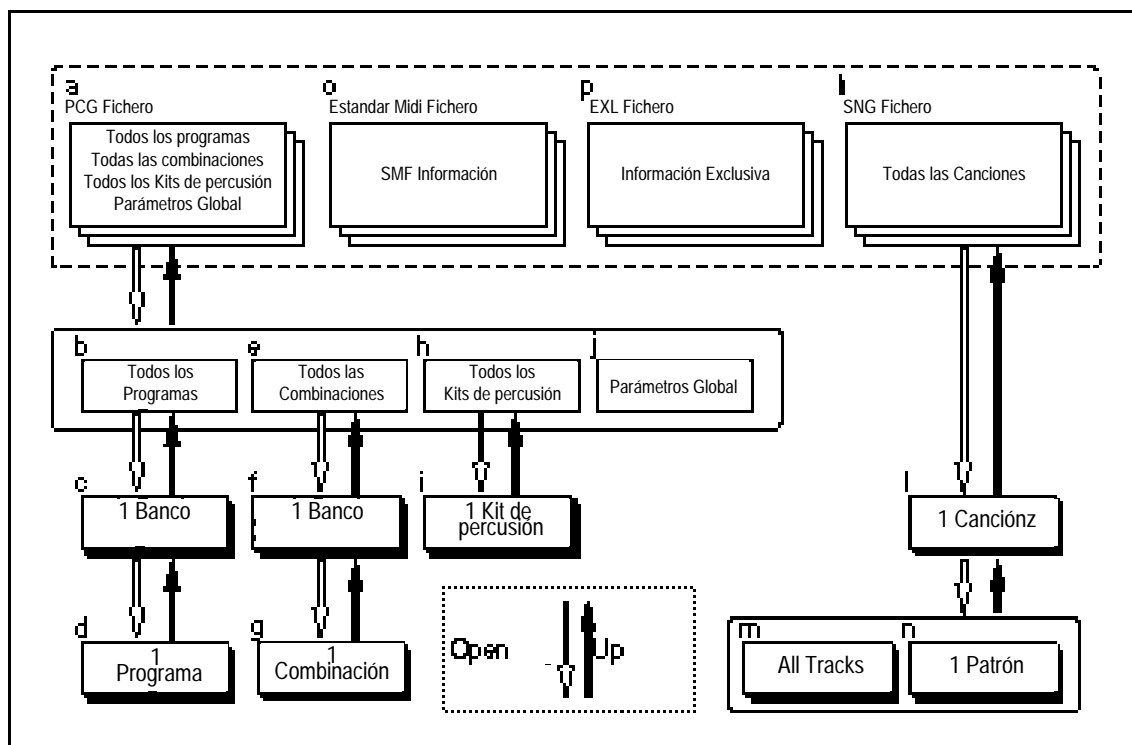 a
PCG Fichero
Todos los programas
Todas las combinaciones
Todos los Kits de percusión
Parámetros Global
o
Estandar Midi Fichero
SMF Información
p
EXL Fichero
Información Exclusiva
SNG Fichero
Todas las Canciones
b
Todos los
Programas
e
Todos las
Combinaciones
h
Todos los
Kits de percusión
j
Parámetros Global
c
1 Banco
f
1 Banco
i
1 Kit de
percusión
l
1 Canciónz
d
1
Programa
g
1
Combinación
Open
Up
m
All Tracks
n
1 Patrón